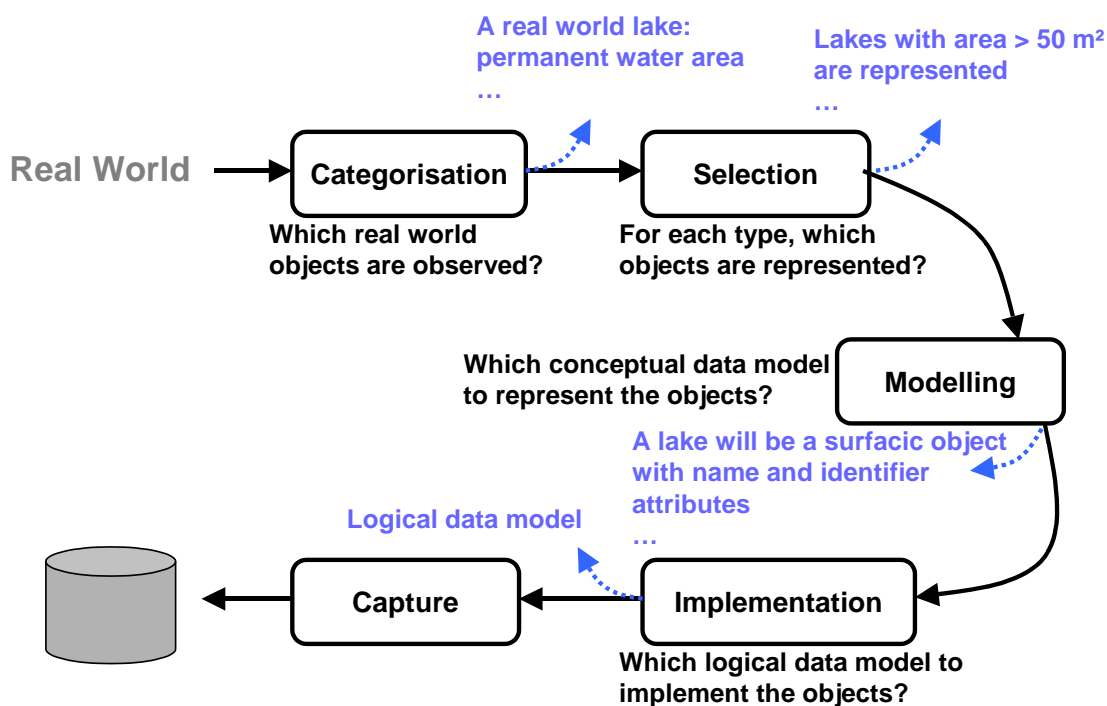 A real world lake:
permanent water area
…
Lakes with area > 50 m²
are represented
…
Real World
Categorisation
Selection
Which real world
objects are observed?
For each type, which
objects are represented?
Which conceptual data model
to represent the objects?
Modelling
A lake will be a surfacic object
with name and identifier
attributes
…
Logical data model
Capture
Implementation
Which logical data model to
implement the objects?